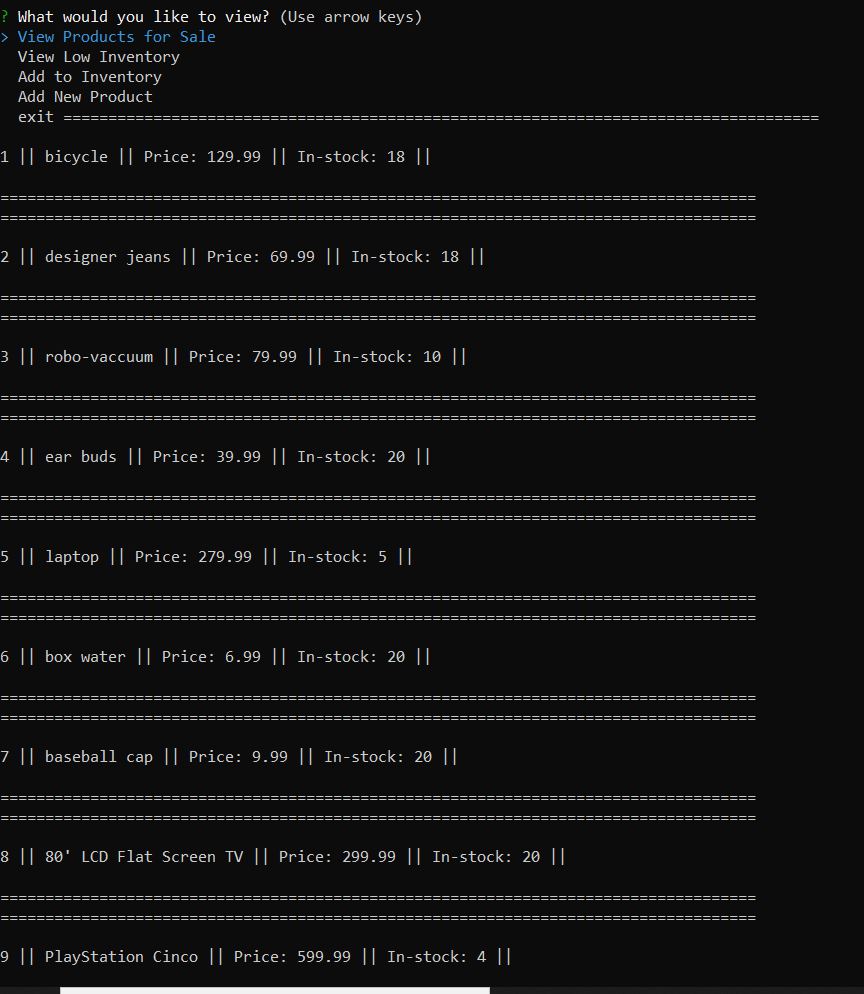 ? What would you like to view? (Use arrow keys)
> View Products for Sale
View Low Inventory
Add to Inventory
Add New Product
exit ====================================================================================
1 || bicycle || Price: 129.99 || In-stock: 18 ||
====================================================================================
====================================================================================
2 || designer jeans || Price: 69.99 || In-stock: 18 ||
====================================================================================
====================================================================================
3 || robo-vaccuum || Price: 79.99 || In-stock: 10 ||
====================================================================================
====================================================================================
4 || ear buds || Price: 39.99 || In-stock: 20 ||
====================================================================================
====================================================================================
5 || laptop || Price: 279.99 || In-stock: 5 ||
====================================================================================
====================================================================================
6 || box water || Price: 6.99 || In-stock: 20 ||
====================================================================================
====================================================================================
7 || baseball cap || Price: 9.99 || In-stock: 20 ||
====================================================================================
====================================================================================
8 || 80' LCD Flat Screen TV || Price: 299.99 || In-stock: 20 ||
====================================================================================
====================================================================================
9 || PlayStation Cinco || Price: 599.99 || In-stock: 4 ||